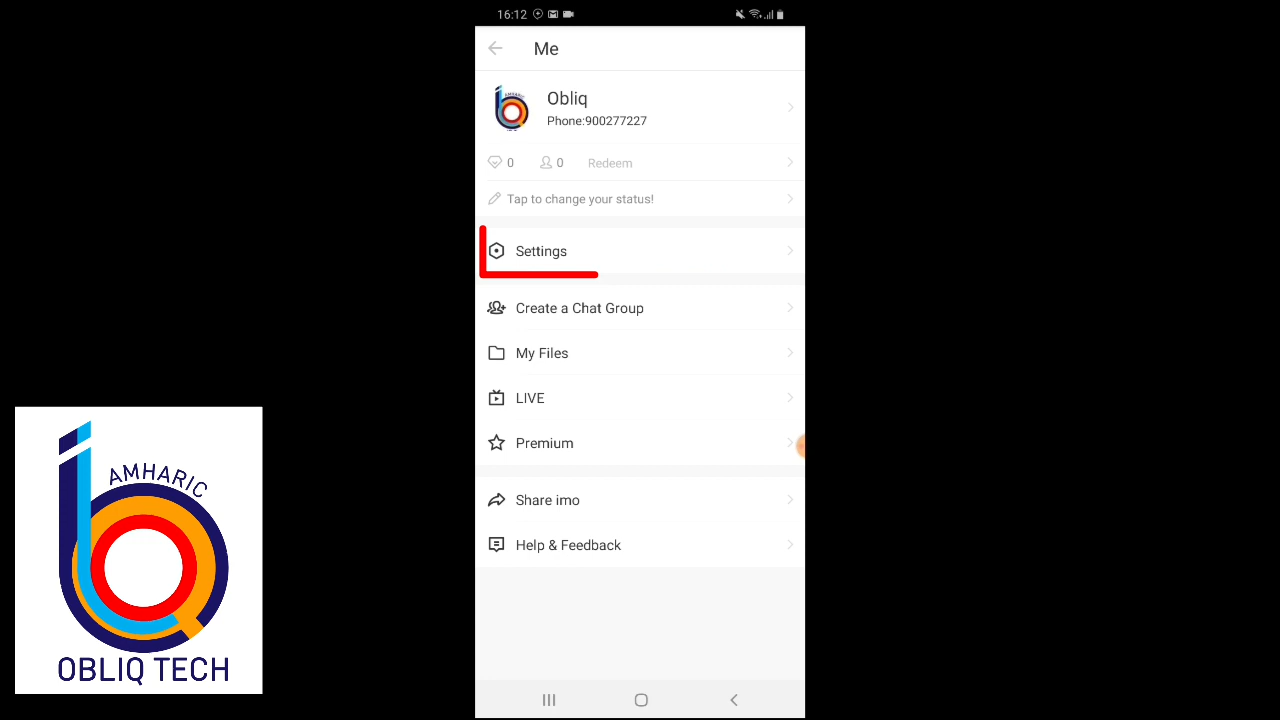 16:12
Me
Obliq
Phone:900277227
0 0 Redeem
Tap to change your status!
Settings
Create a Chat Group
My Files
LIVE
Premium
Share imo
Help & Feedback
AMHARIC
OBLIQ TECH